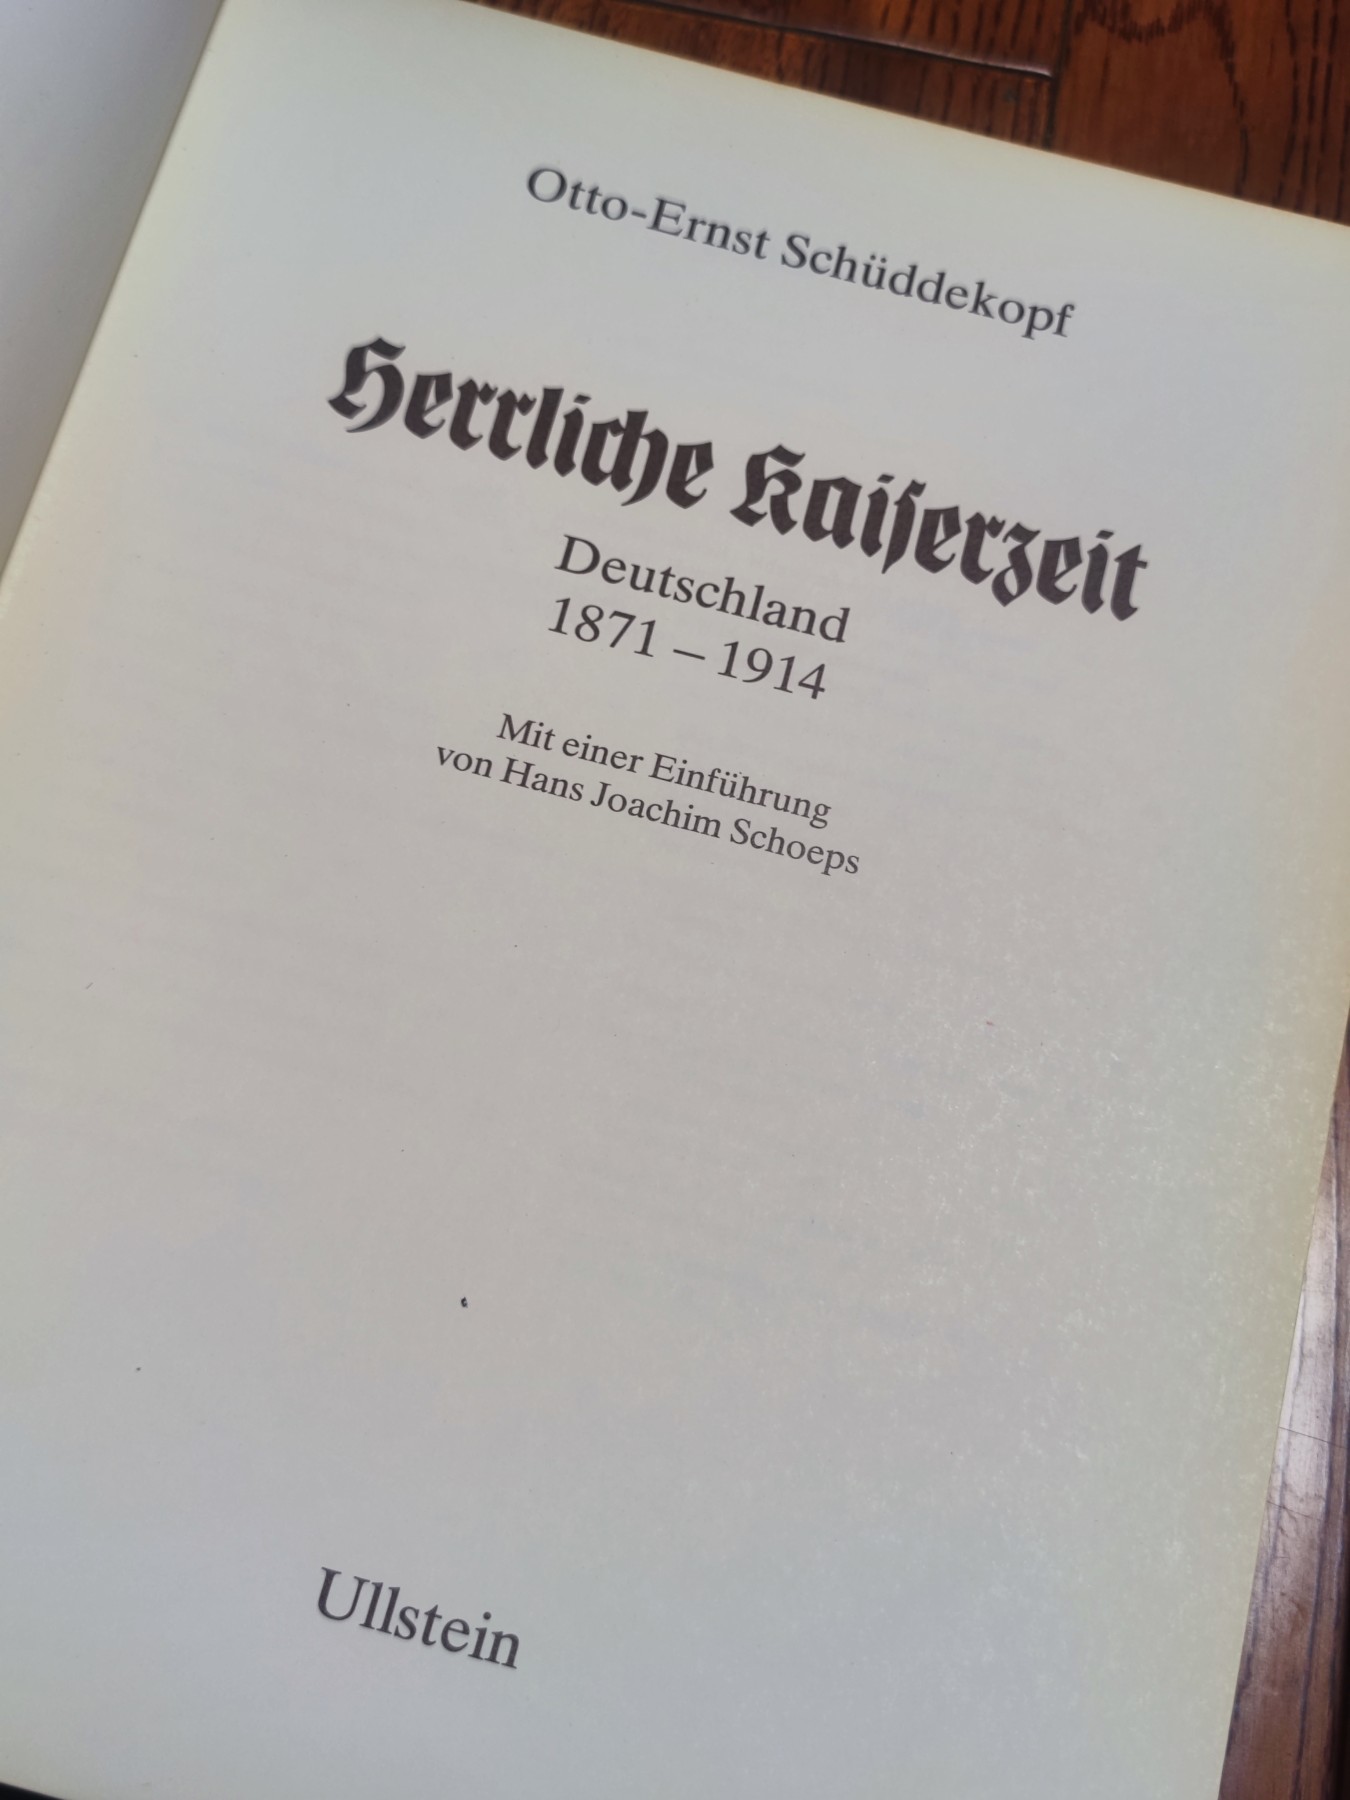 Otto-Ernst Schüddekopf
Herrliche Kaiſerzeit
Deutschland
1871 – 1914
Mit einer Einführung
von Hans Joachim Schoeps
Ullstein